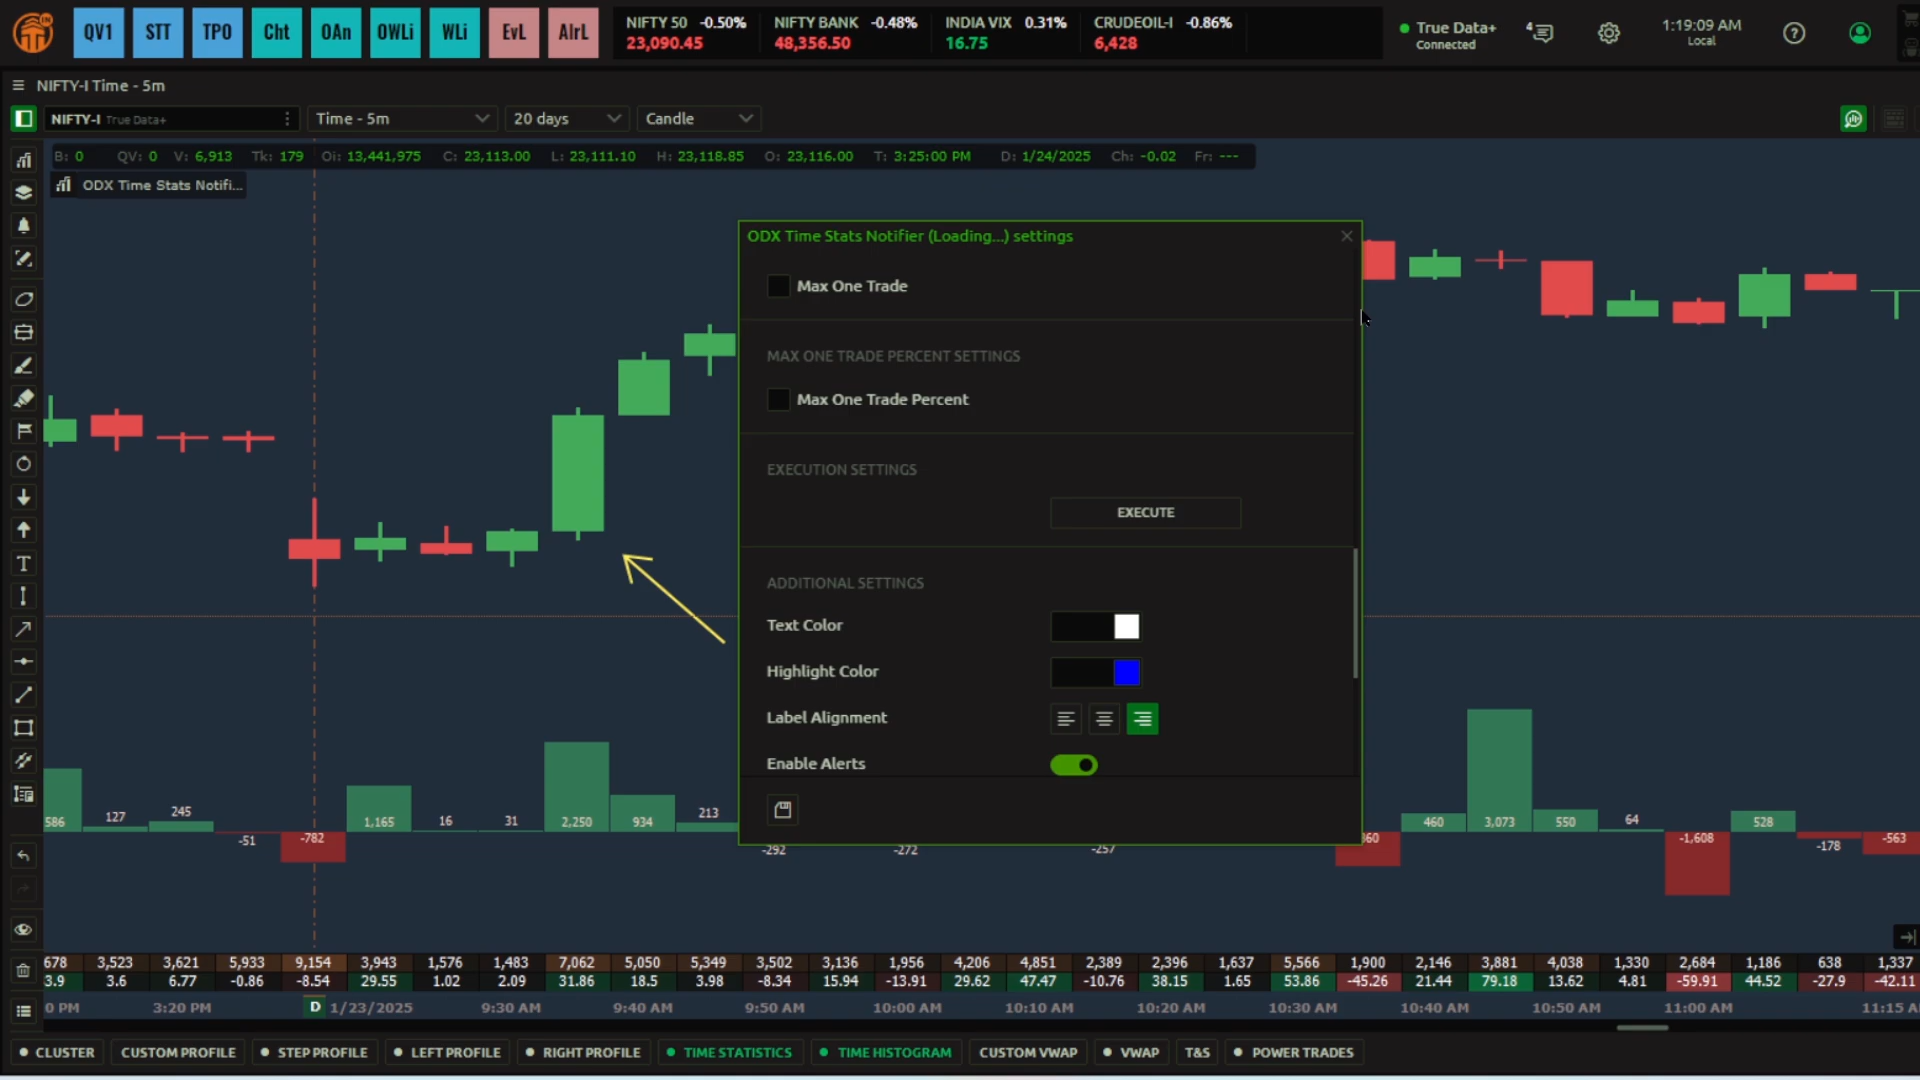 QV1 STT TPO Cht OAn OWLi WLi EvL AlrL
NIFTY 50 -0.50% NIFTY BANK -0.48% INDIA VIX 0.31% CRUDEOIL-I -0.86%
23,090.45 48,356.50 16.75 6,428
True Data+
Connected
4
1:19:09 AM
Local
NIFTY-I Time - 5m
NIFTY-I True Data+ Time - 5m 20 days Candle
B: 0 QV: 0 V: 6,913 Tk: 179 Oi: 13,441,975 C: 23,113.00 L: 23,111.10 H: 23,118.85 O: 23,116.00 T: 3:25:00 PM D: 1/24/2025 Ch: -0.02 Fr: ---
ODX Time Stats Notifi...
ODX Time Stats Notifier (Loading...) settings
Max One Trade
MAX ONE TRADE PERCENT SETTINGS
Max One Trade Percent
EXECUTION SETTINGS
EXECUTE
ADDITIONAL SETTINGS
Text Color
Highlight Color
Label Alignment
Enable Alerts
586 127 245 -51 -782 1,165 16 31 2,250 934 213 -292 -272 -257 360 460 3,073 550 64 -1,608 528 -178 -563
678 3,523 3,621 5,933 9,154 3,943 1,576 1,483 7,062 5,050 5,349 3,502 3,136 1,956 4,206 4,851 2,389 2,396 1,637 5,566 1,900 2,146 3,881 4,038 1,330 2,684 1,186 638 1,337
3.9 3.6 6.77 -0.86 -8.54 29.55 1.02 2.09 31.86 18.5 3.98 -8.34 15.94 -13.91 29.62 47.47 -10.76 38.15 1.65 53.86 -45.26 21.44 79.18 13.62 4.81 -59.91 44.52 -27.9 -42.11
0 PM 3:20 PM D 1/23/2025 9:30 AM 9:40 AM 9:50 AM 10:00 AM 10:10 AM 10:20 AM 10:30 AM 10:40 AM 10:50 AM 11:00 AM 11:15 A
CLUSTER CUSTOM PROFILE STEP PROFILE LEFT PROFILE RIGHT PROFILE TIME STATISTICS TIME HISTOGRAM CUSTOM VWAP VWAP T&S POWER TRADES